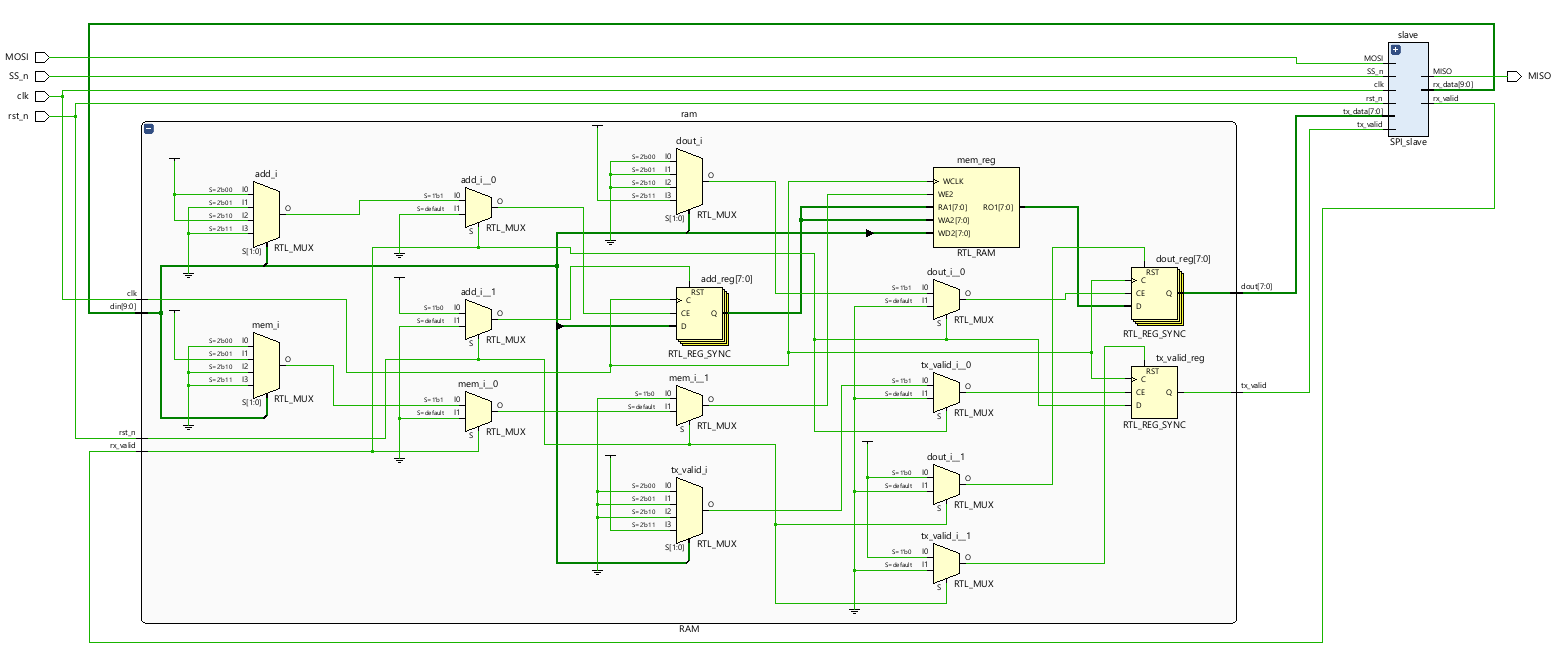 MOSI
SS_n
clk
rst_n
slave
MOSI
SS_n
clk
rst_n
tx_data[7:0]
tx_valid
MISO
rx_data[9:0]
rx_valid
SPI_slave
MISO
ram
add_i
S=2'b00 I0
S=2'b01 I1
S=2'b10 I2
S=2'b11 I3
S[1:0]
O
RTL_MUX
add_i__0
S=1'b1 I0
S=default I1
S
O
RTL_MUX
dout_i
S=2'b00 I0
S=2'b01 I1
S=2'b10 I2
S=2'b11 I3
S[1:0]
O
RTL_MUX
mem_reg
WCLK
WE2
RA1[7:0]
WA2[7:0]
WD2[7:0]
RO1[7:0]
RTL_RAM
clk
din[9:0]
add_i__1
S=1'b0 I0
S=default I1
S
O
RTL_MUX
add_reg[7:0]
RST
C
CE
D
Q
RTL_REG_SYNC
dout_i__0
S=1'b1 I0
S=default I1
S
O
RTL_MUX
dout_reg[7:0]
RST
C
CE
D
Q
RTL_REG_SYNC
dout[7:0]
mem_i
S=2'b00 I0
S=2'b01 I1
S=2'b10 I2
S=2'b11 I3
S[1:0]
O
RTL_MUX
mem_i__0
S=1'b1 I0
S=default I1
S
O
RTL_MUX
mem_i__1
S=1'b0 I0
S=default I1
S
O
RTL_MUX
tx_valid_i__0
S=1'b1 I0
S=default I1
S
O
RTL_MUX
tx_valid_reg
RST
C
CE
D
Q
RTL_REG_SYNC
tx_valid
rst_n
rx_valid
tx_valid_i
S=2'b00 I0
S=2'b01 I1
S=2'b10 I2
S=2'b11 I3
S[1:0]
O
RTL_MUX
dout_i__1
S=1'b0 I0
S=default I1
S
O
RTL_MUX
tx_valid_i__1
S=1'b0 I0
S=default I1
S
O
RTL_MUX
RAM